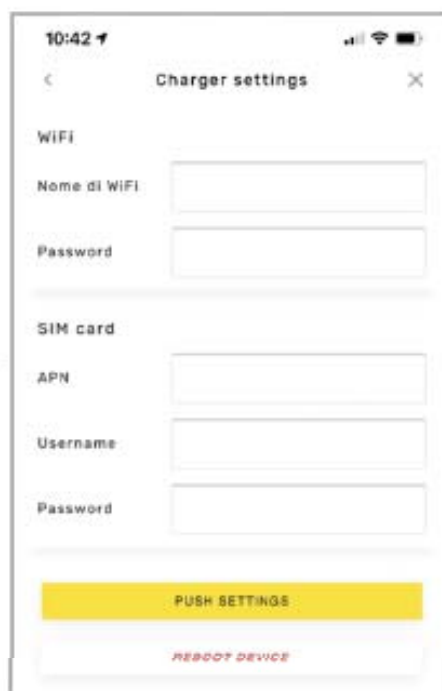 10:42
Charger settings
WiFi
Nome di WiFi
Password
SIM card
APN
Username
Password
PUSH SETTINGS
REBOOT DEVICE